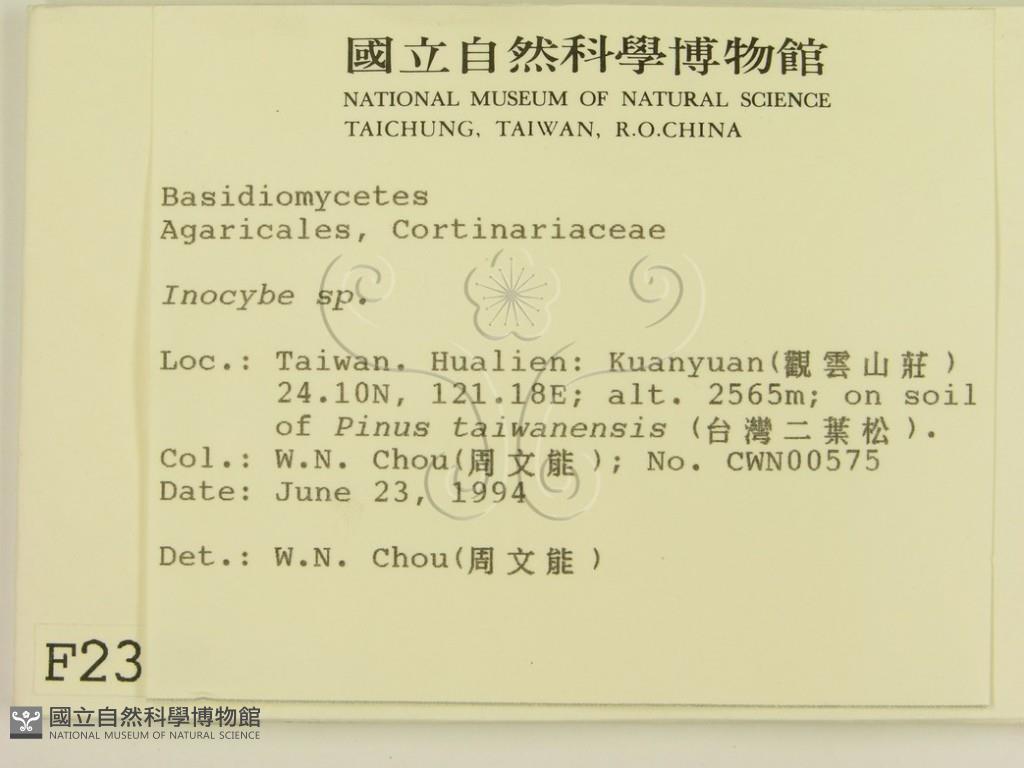 國立自然科學博物館
NATIONAL MUSEUM OF NATURAL SCIENCE
TAICHUNG, TAIWAN, R.O.CHINA
Basidiomycetes
Agaricales, Cortinariaceae
Inocybe sp.
Loc.: Taiwan. Hualien: Kuanyuan(觀雲山莊)
24.10N, 121.18E; alt. 2565m; on soil
of Pinus taiwanensis (台灣二葉松).
Col.: W.N. Chou(周文能); No. CWN00575
Date: June 23, 1994
Det.: W.N. Chou(周文能)
F23
國立自然科學博物館
NATIONAL MUSEUM OF NATURAL SCIENCE